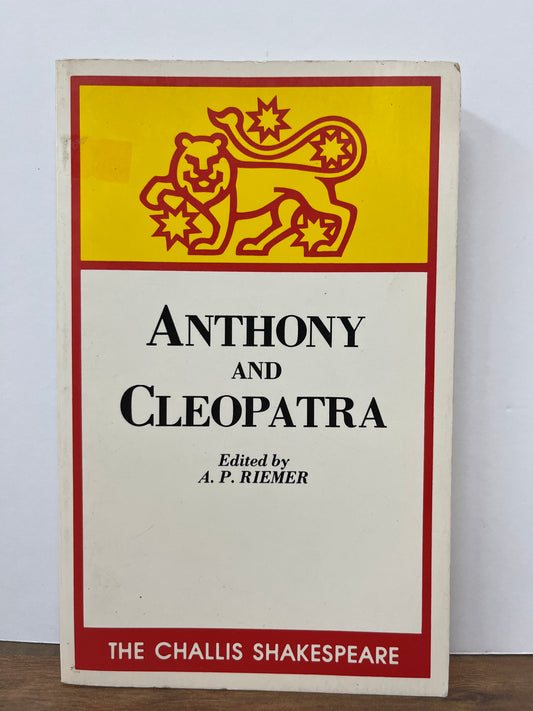 ANTHONY
AND
CLEOPATRA
Edited by
A. P. RIEMER
THE CHALLIS SHAKESPEARE